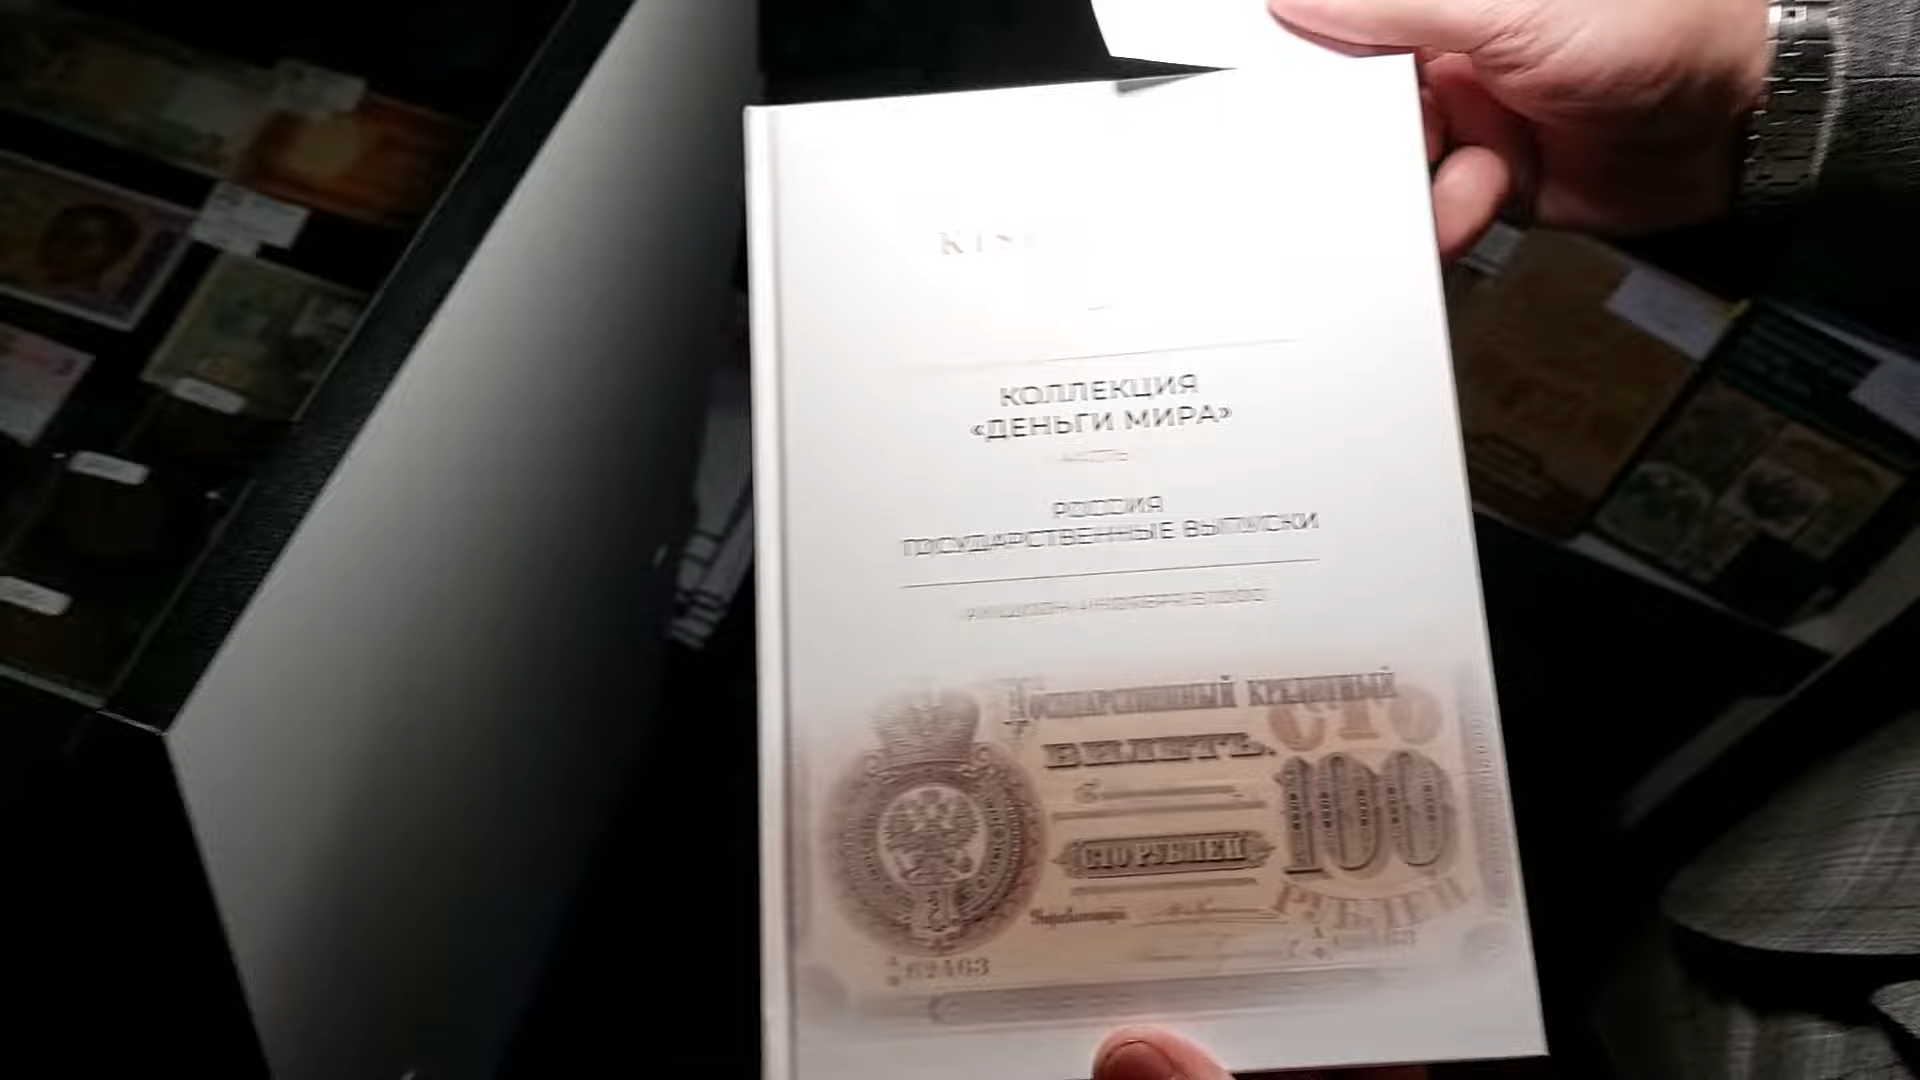 КОЛЛЕКЦИЯ
«ДЕНЬГИ МИРА»
РОССИЯ
ГОСУДАРСТВЕННЫЕ ВЫПУСКИ
ГОСУДАРСТВЕННЫЙ КРЕДИТНЫЙ
БИЛЕТЪ.
СТО
СТО РУБЛЕЙ
100
РУБЛЕЙ
62463